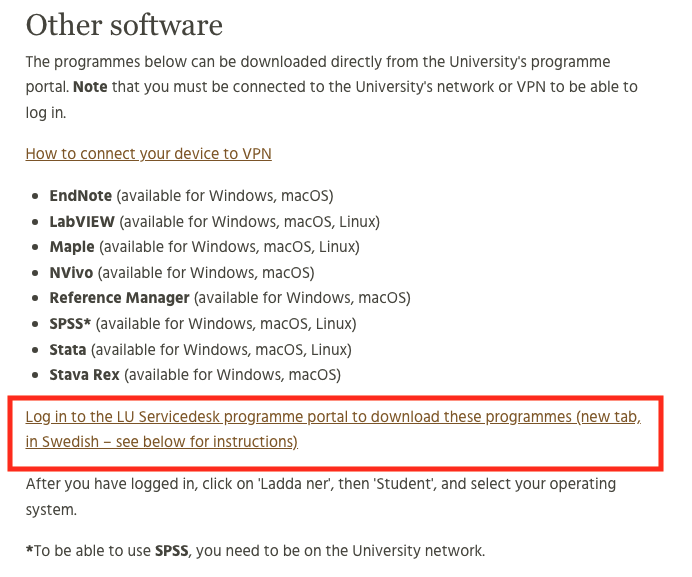 Other software
The programmes below can be downloaded directly from the University's programme
portal. Note that you must be connected to the University's network or VPN to be able to
log in.
How to connect your device to VPN
• EndNote (available for Windows, macOS)
• LabVIEW (available for Windows, macOS, Linux)
• Maple (available for Windows, macOS, Linux)
• NVivo (available for Windows, macOS)
• Reference Manager (available for Windows, macOS)
• SPSS* (available for Windows, macOS, Linux)
• Stata (available for Windows, macOS, Linux)
• Stava Rex (available for Windows, macOS)
Log in to the LU Servicedesk programme portal to download these programmes (new tab,
in Swedish – see below for instructions)
After you have logged in, click on 'Ladda ner', then 'Student', and select your operating
system.
*To be able to use SPSS, you need to be on the University network.